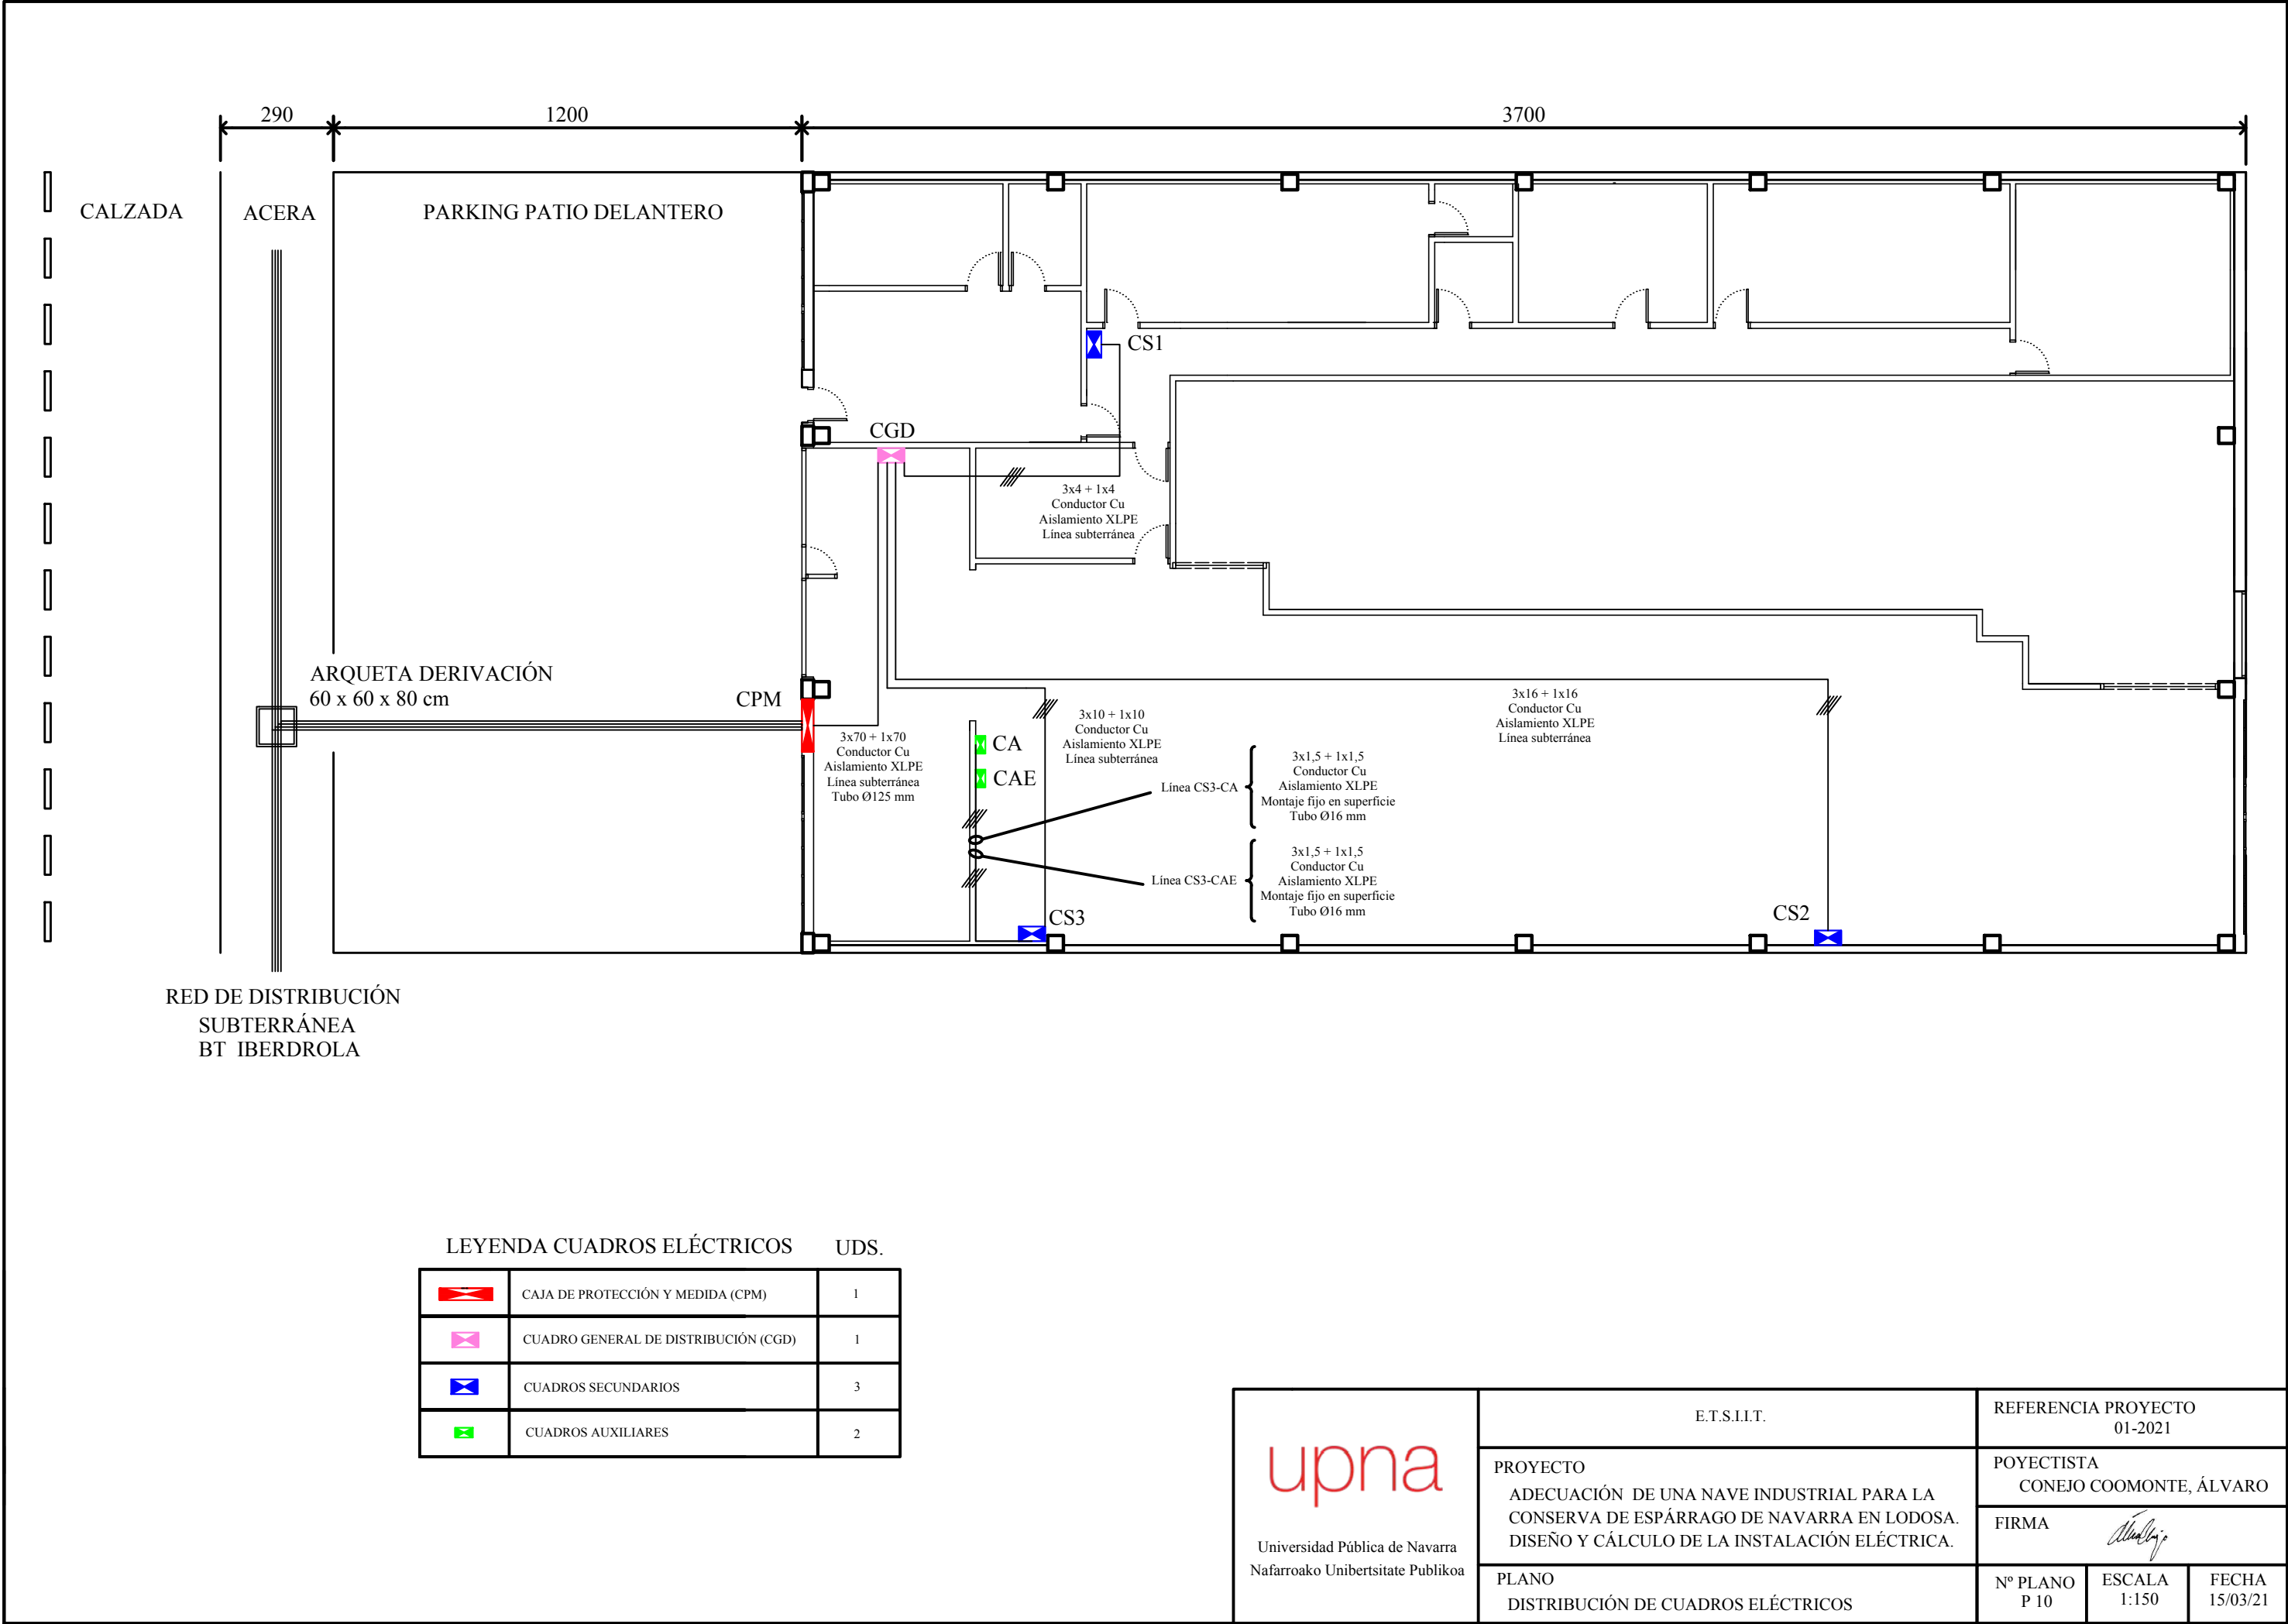 290
1200
3700
CALZADA
ACERA
PARKING PATIO DELANTERO
CS1
CGD
3x4 + 1x4
Conductor Cu
Aislamiento XLPE
Línea subterránea
ARQUETA DERIVACIÓN
60 x 60 x 80 cm
CPM
3x70 + 1x70
Conductor Cu
Aislamiento XLPE
Línea subterránea
Tubo Ø125 mm
CA
CAE
3x10 + 1x10
Conductor Cu
Aislamiento XLPE
Línea subterránea
3x16 + 1x16
Conductor Cu
Aislamiento XLPE
Línea subterránea
Línea CS3-CA
3x1,5 + 1x1,5
Conductor Cu
Aislamiento XLPE
Montaje fijo en superficie
Tubo Ø16 mm
Línea CS3-CAE
3x1,5 + 1x1,5
Conductor Cu
Aislamiento XLPE
Montaje fijo en superficie
Tubo Ø16 mm
CS3
CS2
RED DE DISTRIBUCIÓN
SUBTERRÁNEA
BT IBERDROLA
LEYENDA CUADROS ELÉCTRICOS UDS.
CAJA DE PROTECCIÓN Y MEDIDA (CPM) 1
CUADRO GENERAL DE DISTRIBUCIÓN (CGD) 1
CUADROS SECUNDARIOS 3
CUADROS AUXILIARES 2
upna
Universidad Pública de Navarra
Nafarroako Unibertsitate Publikoa
E.T.S.I.I.T.
PROYECTO
ADECUACIÓN DE UNA NAVE INDUSTRIAL PARA LA
CONSERVA DE ESPÁRRAGO DE NAVARRA EN LODOSA.
DISEÑO Y CÁLCULO DE LA INSTALACIÓN ELÉCTRICA.
PLANO
DISTRIBUCIÓN DE CUADROS ELÉCTRICOS
REFERENCIA PROYECTO
01-2021
POYECTISTA
CONEJO COOMONTE, ÁLVARO
FIRMA
Nº PLANO
P 10
ESCALA
1:150
FECHA
15/03/21